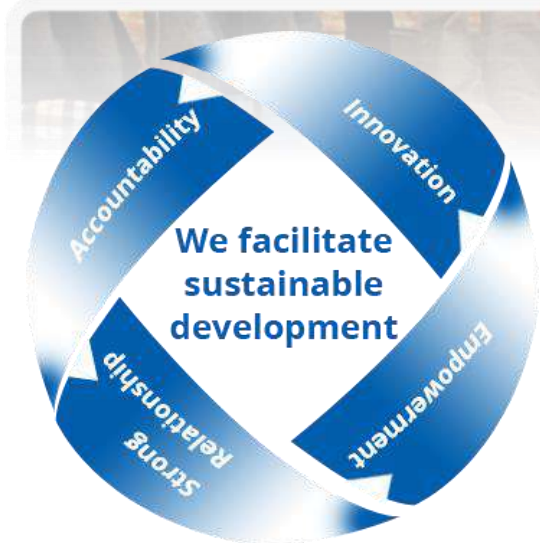 We facilitate
sustainable
development
Accountability
Innovation
Empowerment
Strong
Relationship